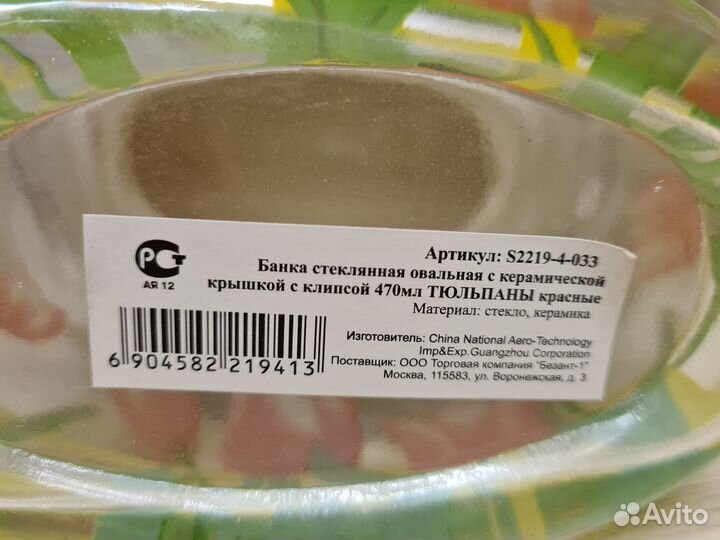 Артикул: S2219-4-033
Банка стеклянная овальная с керамической
крышкой с клипсой 470мл ТЮЛЬПАНЫ красные
Материал: стекло, керамика
РСТ
АЯ 12
6 904582 219413
Изготовитель: China National Aero-Technology
Imp&Exp.Guangzhou Corporation
Поставщик: ООО Торговая компания "Безант-1"
Москва, 115583, ул. Воронежская, д. 3
Avito